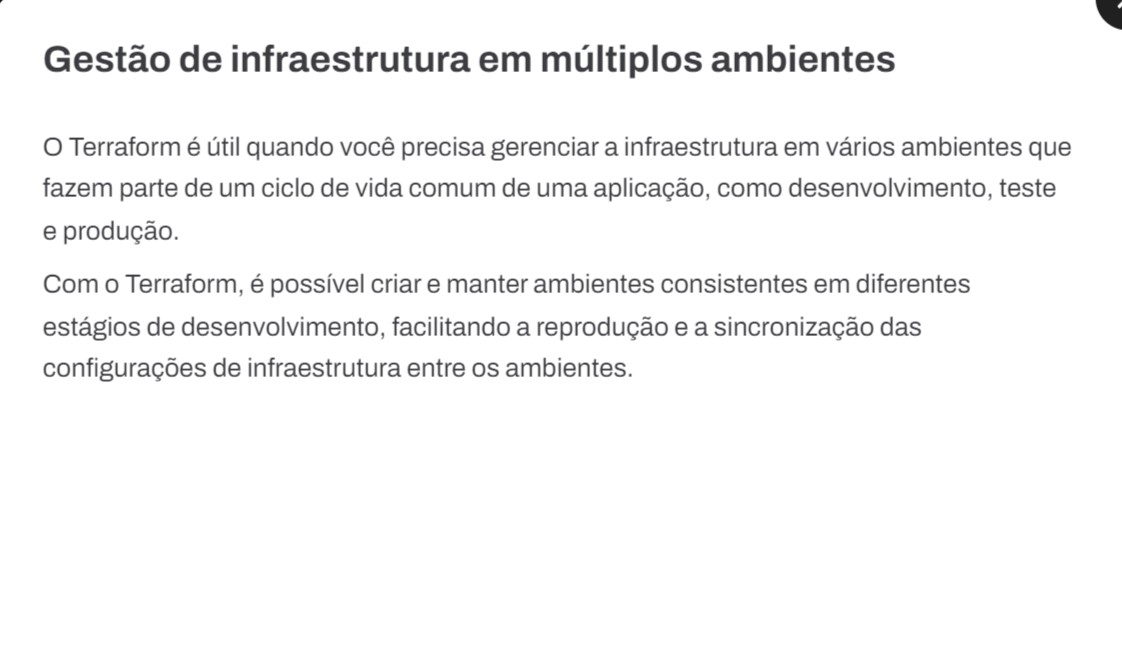 Gestão de infraestrutura em múltiplos ambientes
O Terraform é útil quando você precisa gerenciar a infraestrutura em vários ambientes que
fazem parte de um ciclo de vida comum de uma aplicação, como desenvolvimento, teste
e produção.
Com o Terraform, é possível criar e manter ambientes consistentes em diferentes
estágios de desenvolvimento, facilitando a reprodução e a sincronização das
configurações de infraestrutura entre os ambientes.